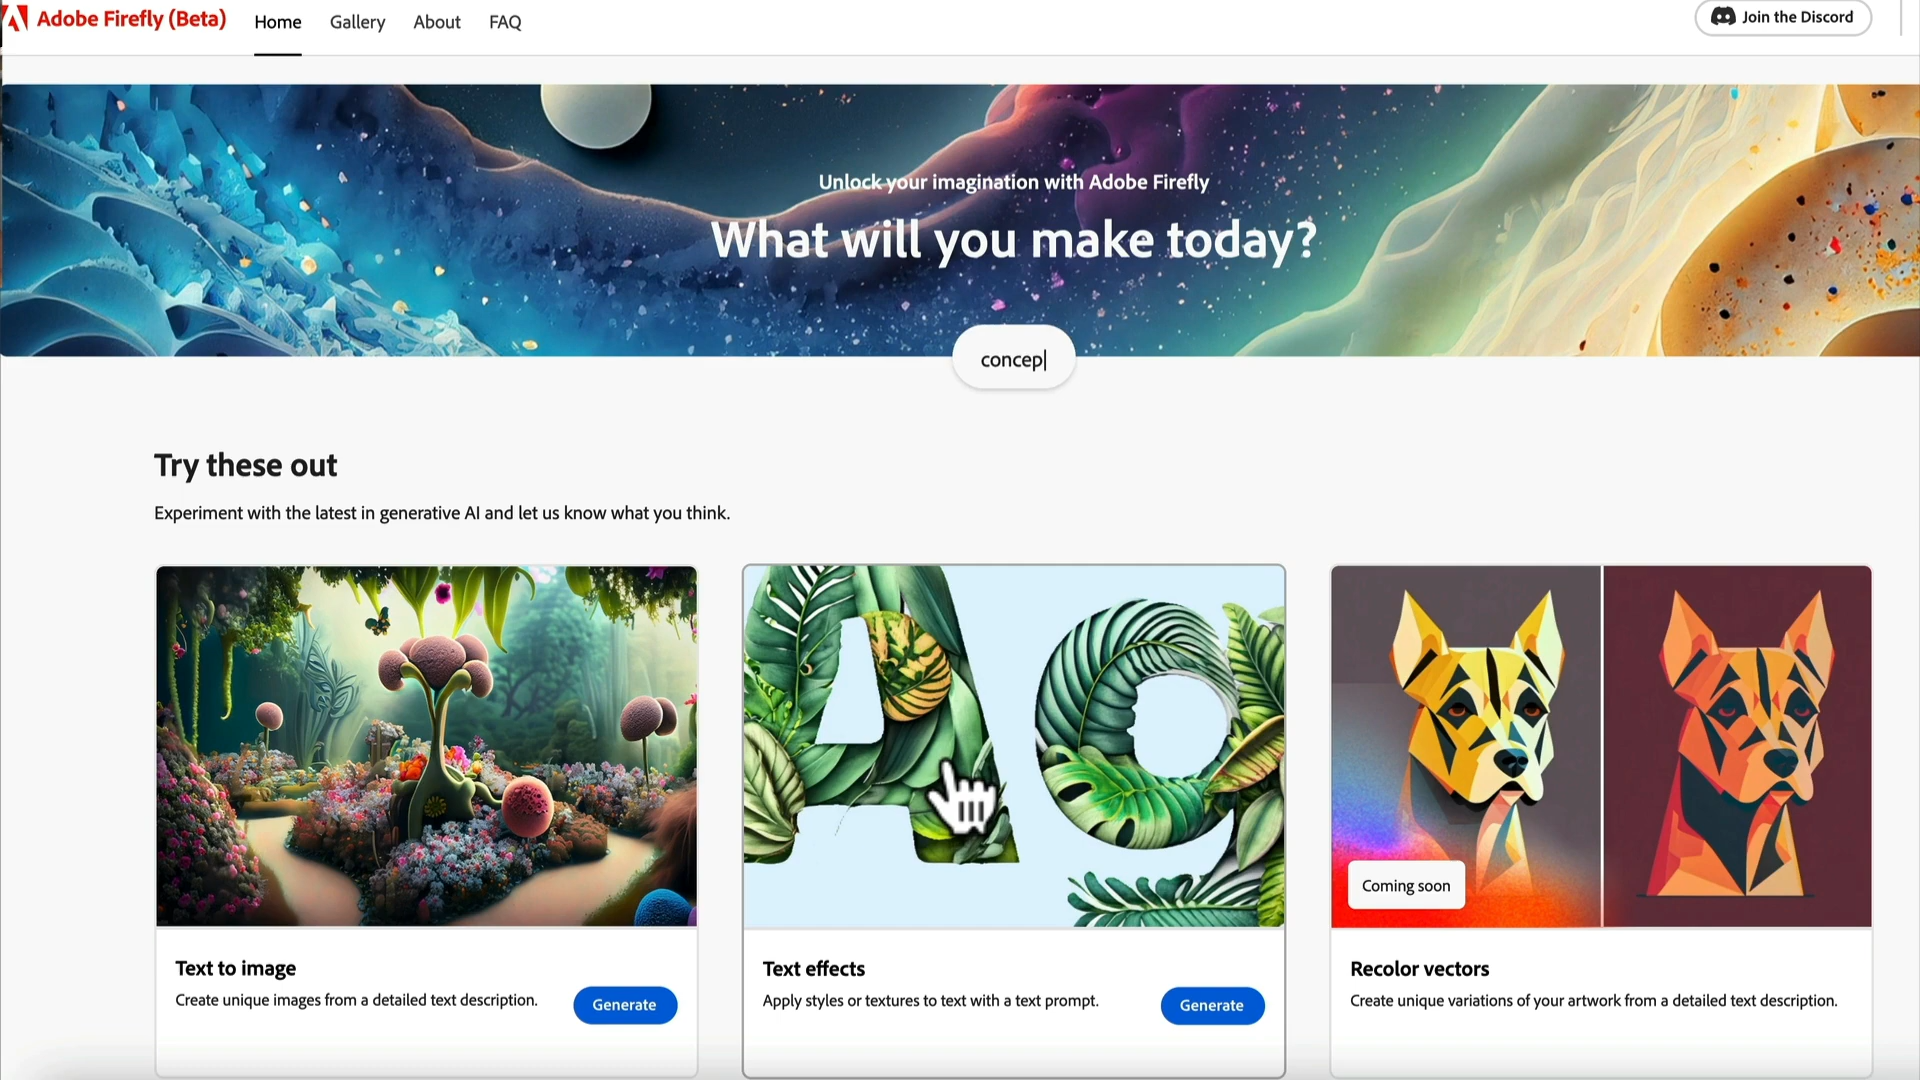 Adobe Firefly (Beta)
Home
Gallery
About
FAQ
Join the Discord
Unlock your imagination with Adobe Firefly
What will you make today?
concep
Try these out
Experiment with the latest in generative AI and let us know what you think.
Ag
Coming soon
Text to image
Create unique images from a detailed text description.
Generate
Text effects
Apply styles or textures to text with a text prompt.
Generate
Recolor vectors
Create unique variations of your artwork from a detailed text description.